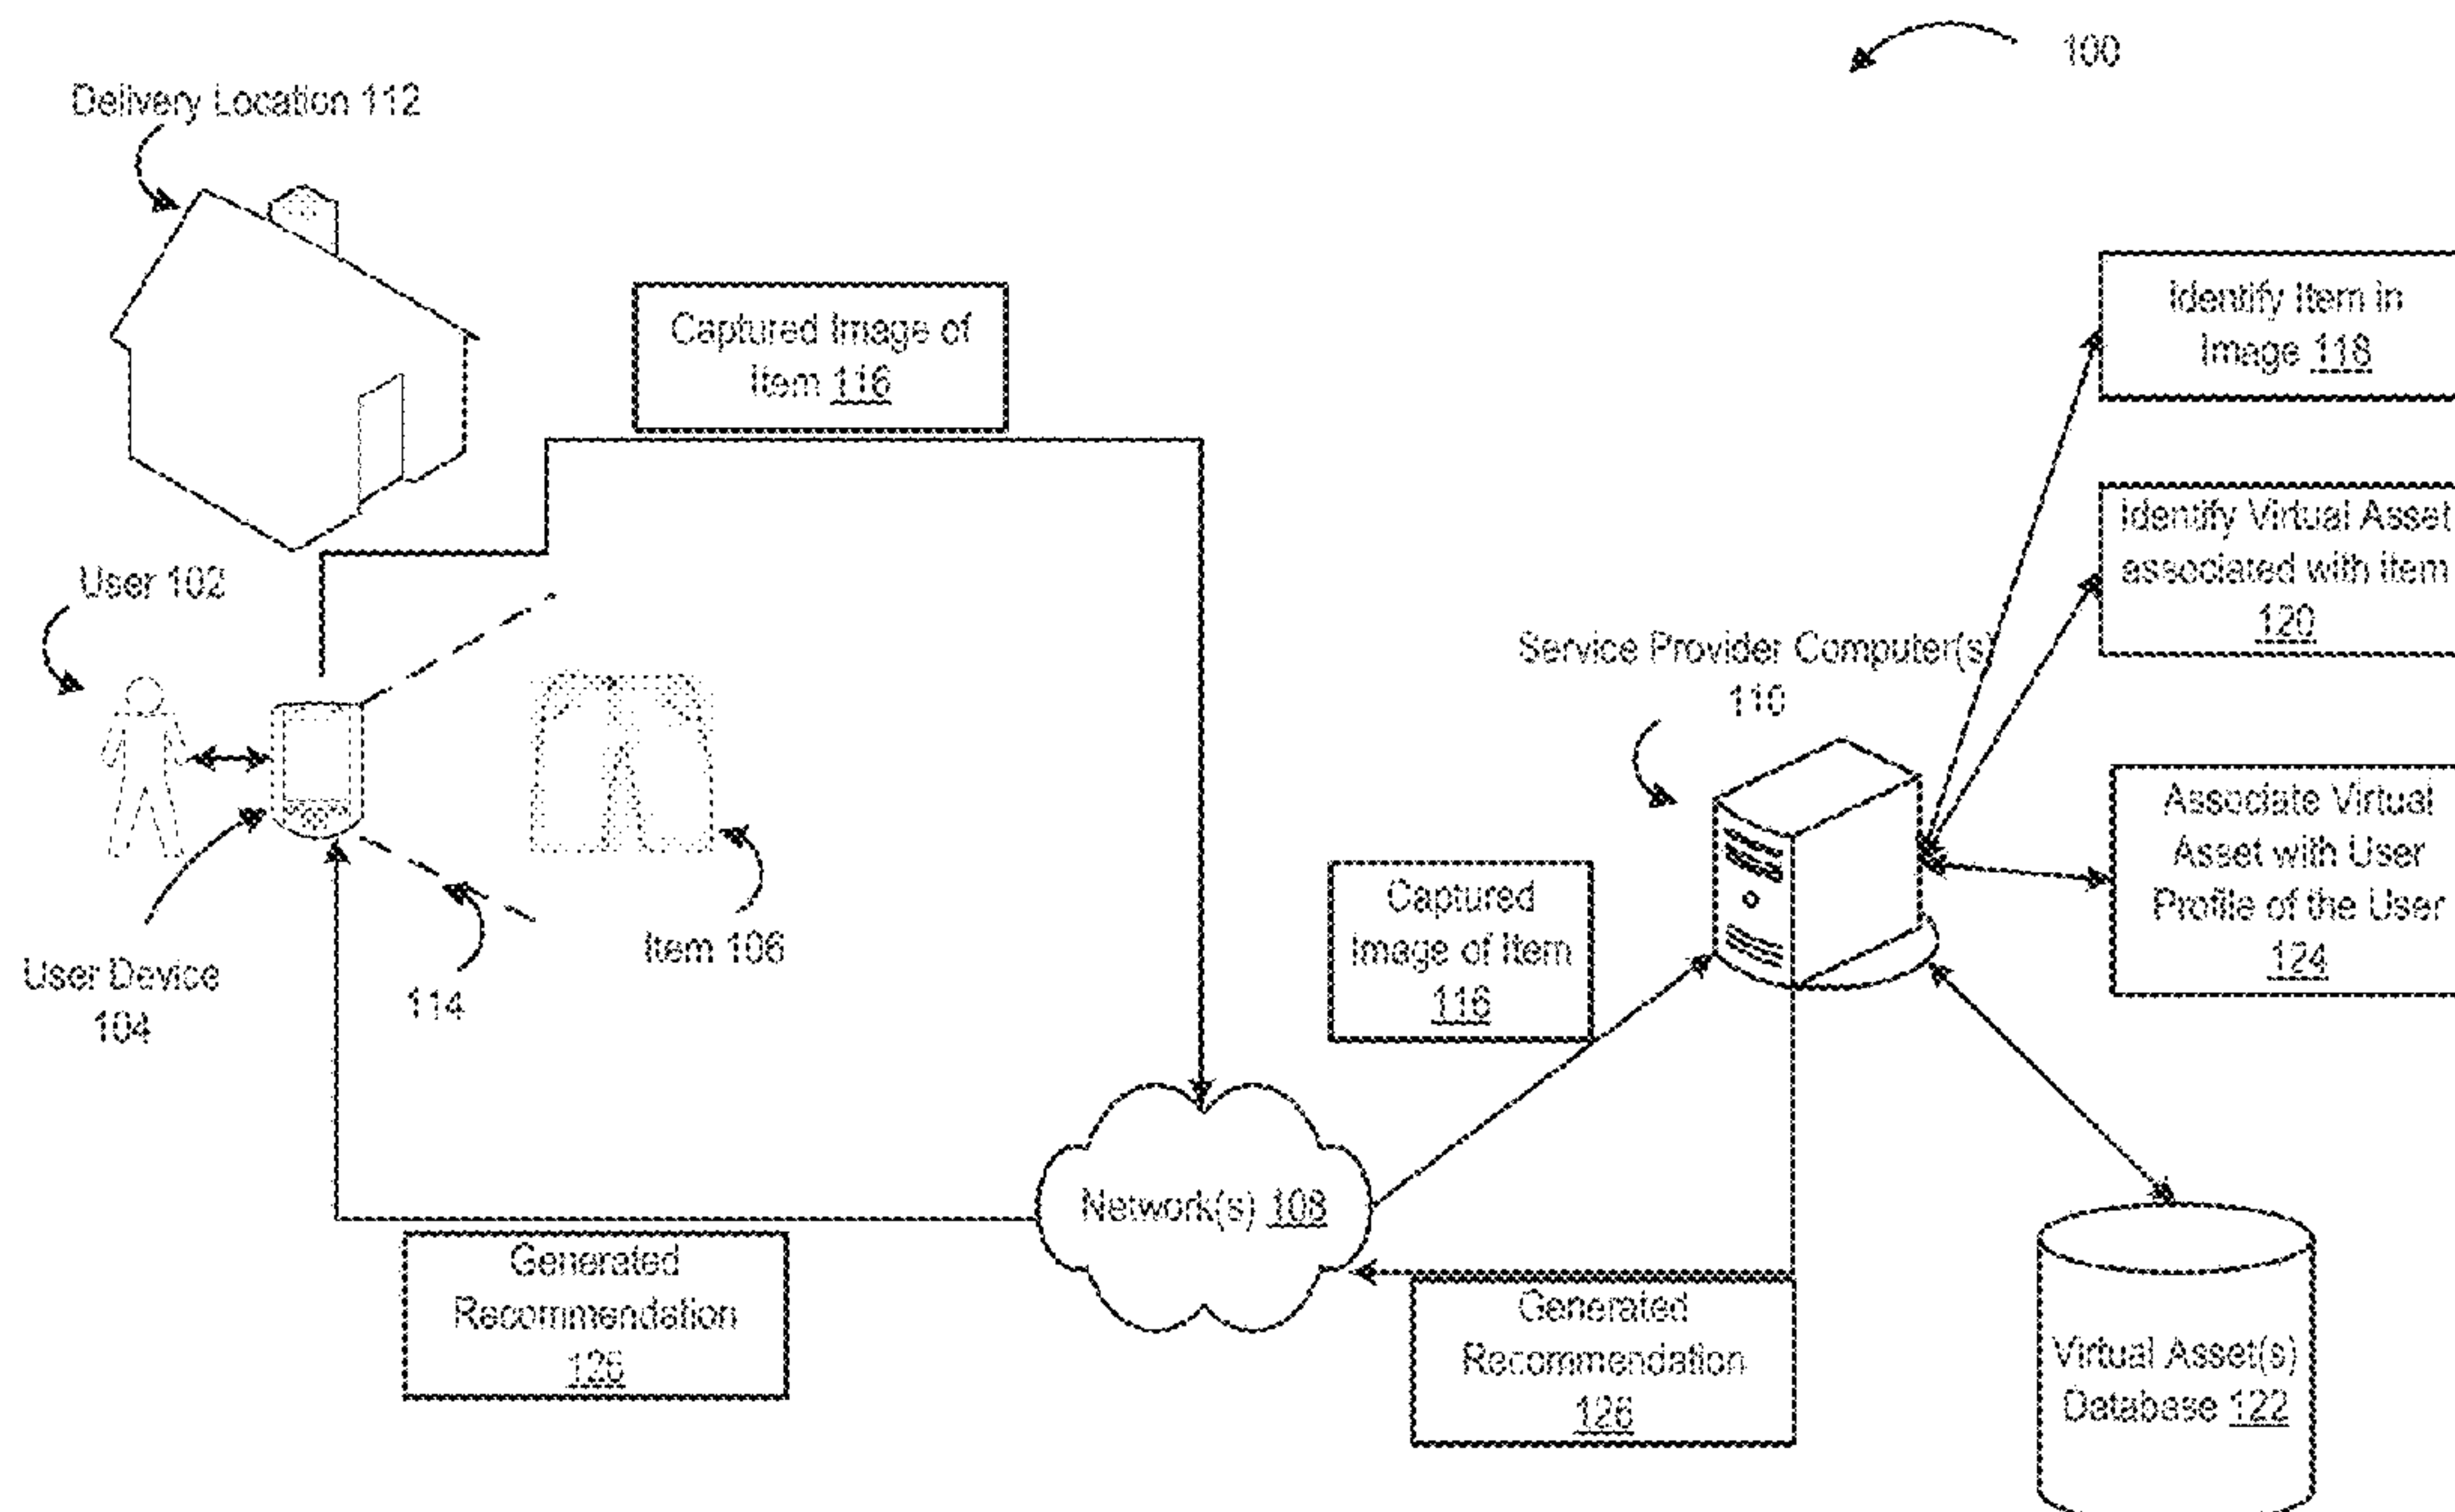 100
Delivery Location 112
Captured Image of
Item 116
Identify Item in
Image 118
Identify Virtual Asset
associated with item
120
User 102
Service Provider Computer(s)
110
Associate Virtual
Asset with User
Profile of the User
124
Captured
Image of Item
116
Item 106
User Device
104
114
Network(s) 108
Generated
Recommendation
126
Generated
Recommendation
126
Virtual Asset(s)
Database 122